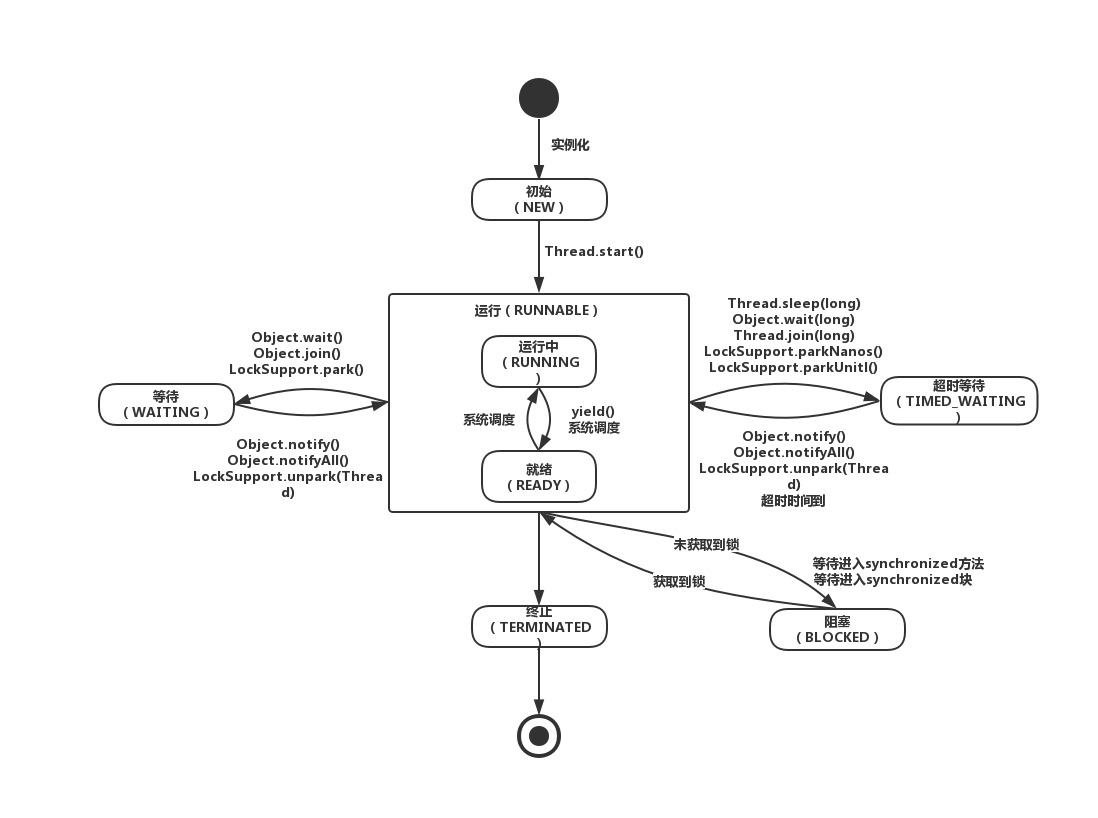 实例化
初始
( NEW )
Thread.start()
运行 ( RUNNABLE )
运行中
( RUNNING
)
系统调度
yield()
系统调度
就绪
( READY )
Object.wait()
Object.join()
LockSupport.park()
等待
( WAITING )
Object.notify()
Object.notifyAll()
LockSupport.unpark(Threa
d)
Thread.sleep(long)
Object.wait(long)
Thread.join(long)
LockSupport.parkNanos()
LockSupport.parkUnitl()
超时等待
( TIMED_WAITING
)
Object.notify()
Object.notifyAll()
LockSupport.unpark(Threa
d)
超时时间到
未获取到锁
获取到锁
等待进入synchronized方法
等待进入synchronized块
阻塞
( BLOCKED )
终止
( TERMINATED
)